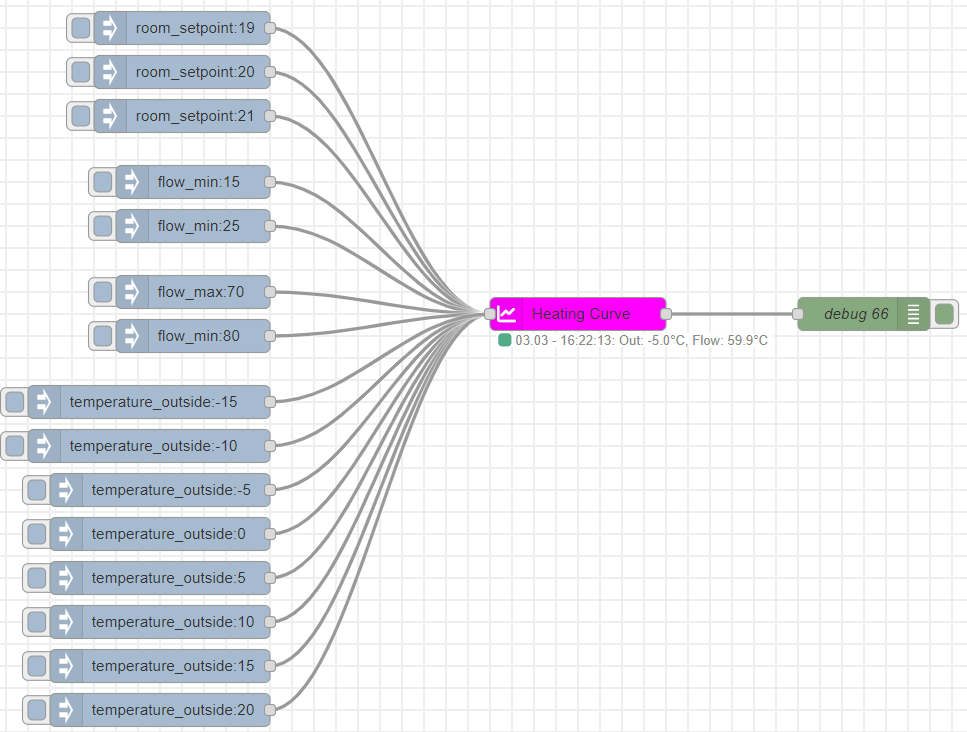 room_setpoint:19
room_setpoint:20
room_setpoint:21
flow_min:15
flow_min:25
flow_max:70
flow_min:80
Heating Curve
debug 66
03.03 - 16:22:13: Out: -5.0°C, Flow: 59.9°C
temperature_outside:-15
temperature_outside:-10
temperature_outside:-5
temperature_outside:0
temperature_outside:5
temperature_outside:10
temperature_outside:15
temperature_outside:20